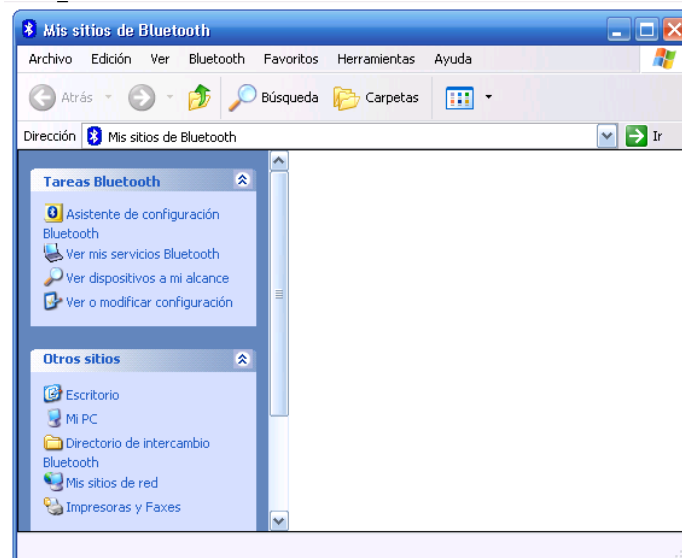 Mis sitios de Bluetooth
Archivo Edición Ver Bluetooth Favoritos Herramientas Ayuda
Atrás Búsqueda Carpetas
Dirección Mis sitios de Bluetooth Ir
Tareas Bluetooth
Asistente de configuración
Bluetooth
Ver mis servicios Bluetooth
Ver dispositivos a mi alcance
Ver o modificar configuración
Otros sitios
Escritorio
Mi PC
Directorio de intercambio
Bluetooth
Mis sitios de red
Impresoras y Faxes